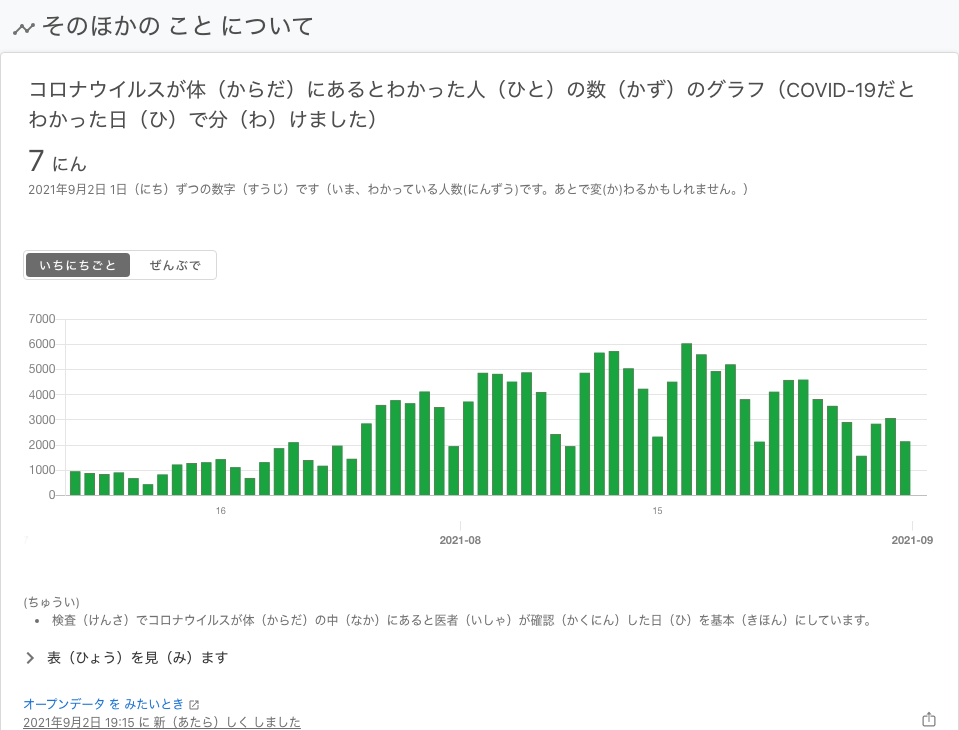 そのほかの こと について
コロナウイルスが体（からだ）にあるとわかった人（ひと）の数（かず）のグラフ（COVID-19だと
わかった日（ひ）で分（わ）けました）
7 にん
2021年9月2日 1日（にち）ずつの数字（すうじ）です（いま、わかっている人数(にんずう)です。あとで変(か)わるかもしれません。）
いちにちごと ぜんぶで
7000
6000
5000
4000
3000
2000
1000
0
16 15
2021-08 2021-09
(ちゅうい)
• 検査（けんさ）でコロナウイルスが体（からだ）の中（なか）にあると医者（いしゃ）が確認（かくにん）した日（ひ）を基本（きほん）にしています。
表（ひょう）を見（み）ます
オープンデータ を みたいとき
2021年9月2日 19:15 に 新（あたら）しく しました